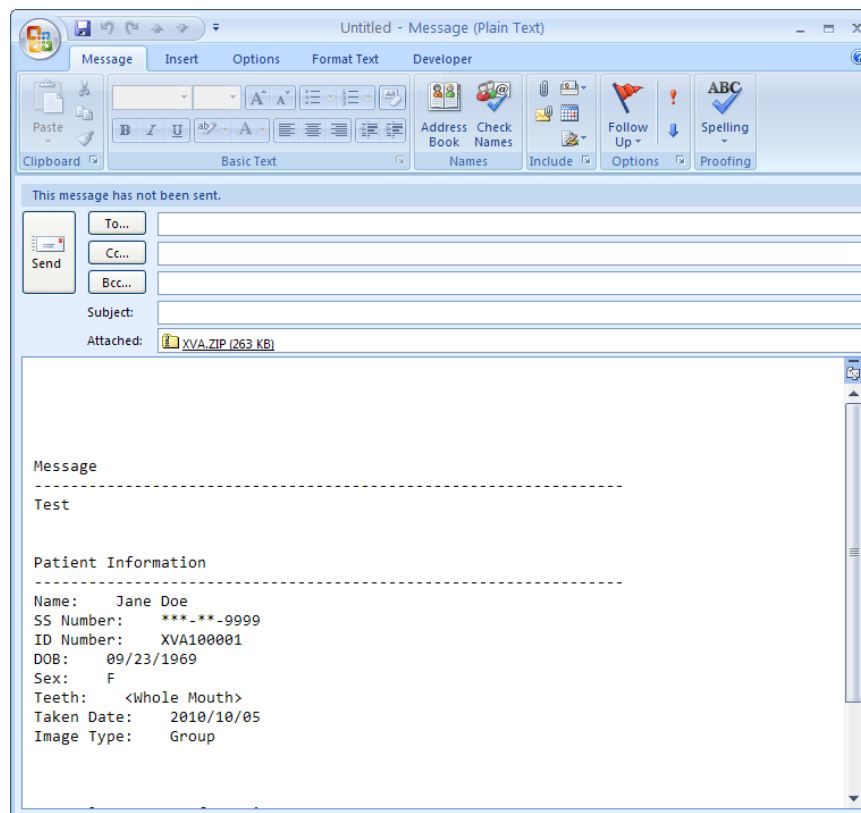 Untitled - Message (Plain Text)
Message Insert Options Format Text Developer
Paste
B I U ab A
ABC
Address Book
Check Names
Follow Up
Spelling
Clipboard Basic Text Names Include Options Proofing
This message has not been sent.
Send
To...
Cc...
Bcc...
Subject:
Attached: XVA.ZIP (263 KB)
Message
-----------------------------------------------------------------
Test
Patient Information
-----------------------------------------------------------------
Name: Jane Doe
SS Number: ***-**-9999
ID Number: XVA100001
DOB: 09/23/1969
Sex: F
Teeth: <Whole Mouth>
Taken Date: 2010/10/05
Image Type: Group